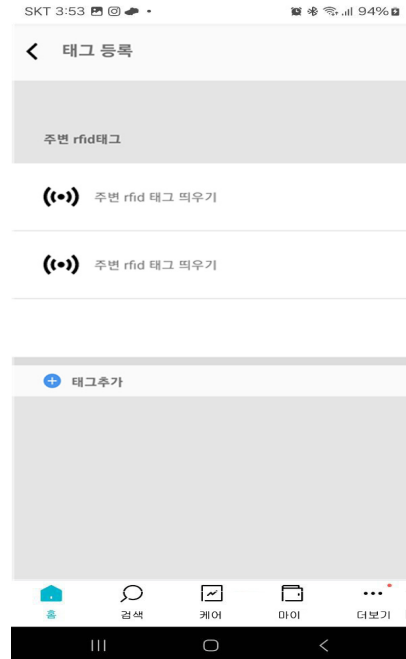 SKT 3:53
94%
태그 등록
주변 rfid태그
주변 rfid 태그 띄우기
주변 rfid 태그 띄우기
태그추가
홈 검색 케어 마이 더보기